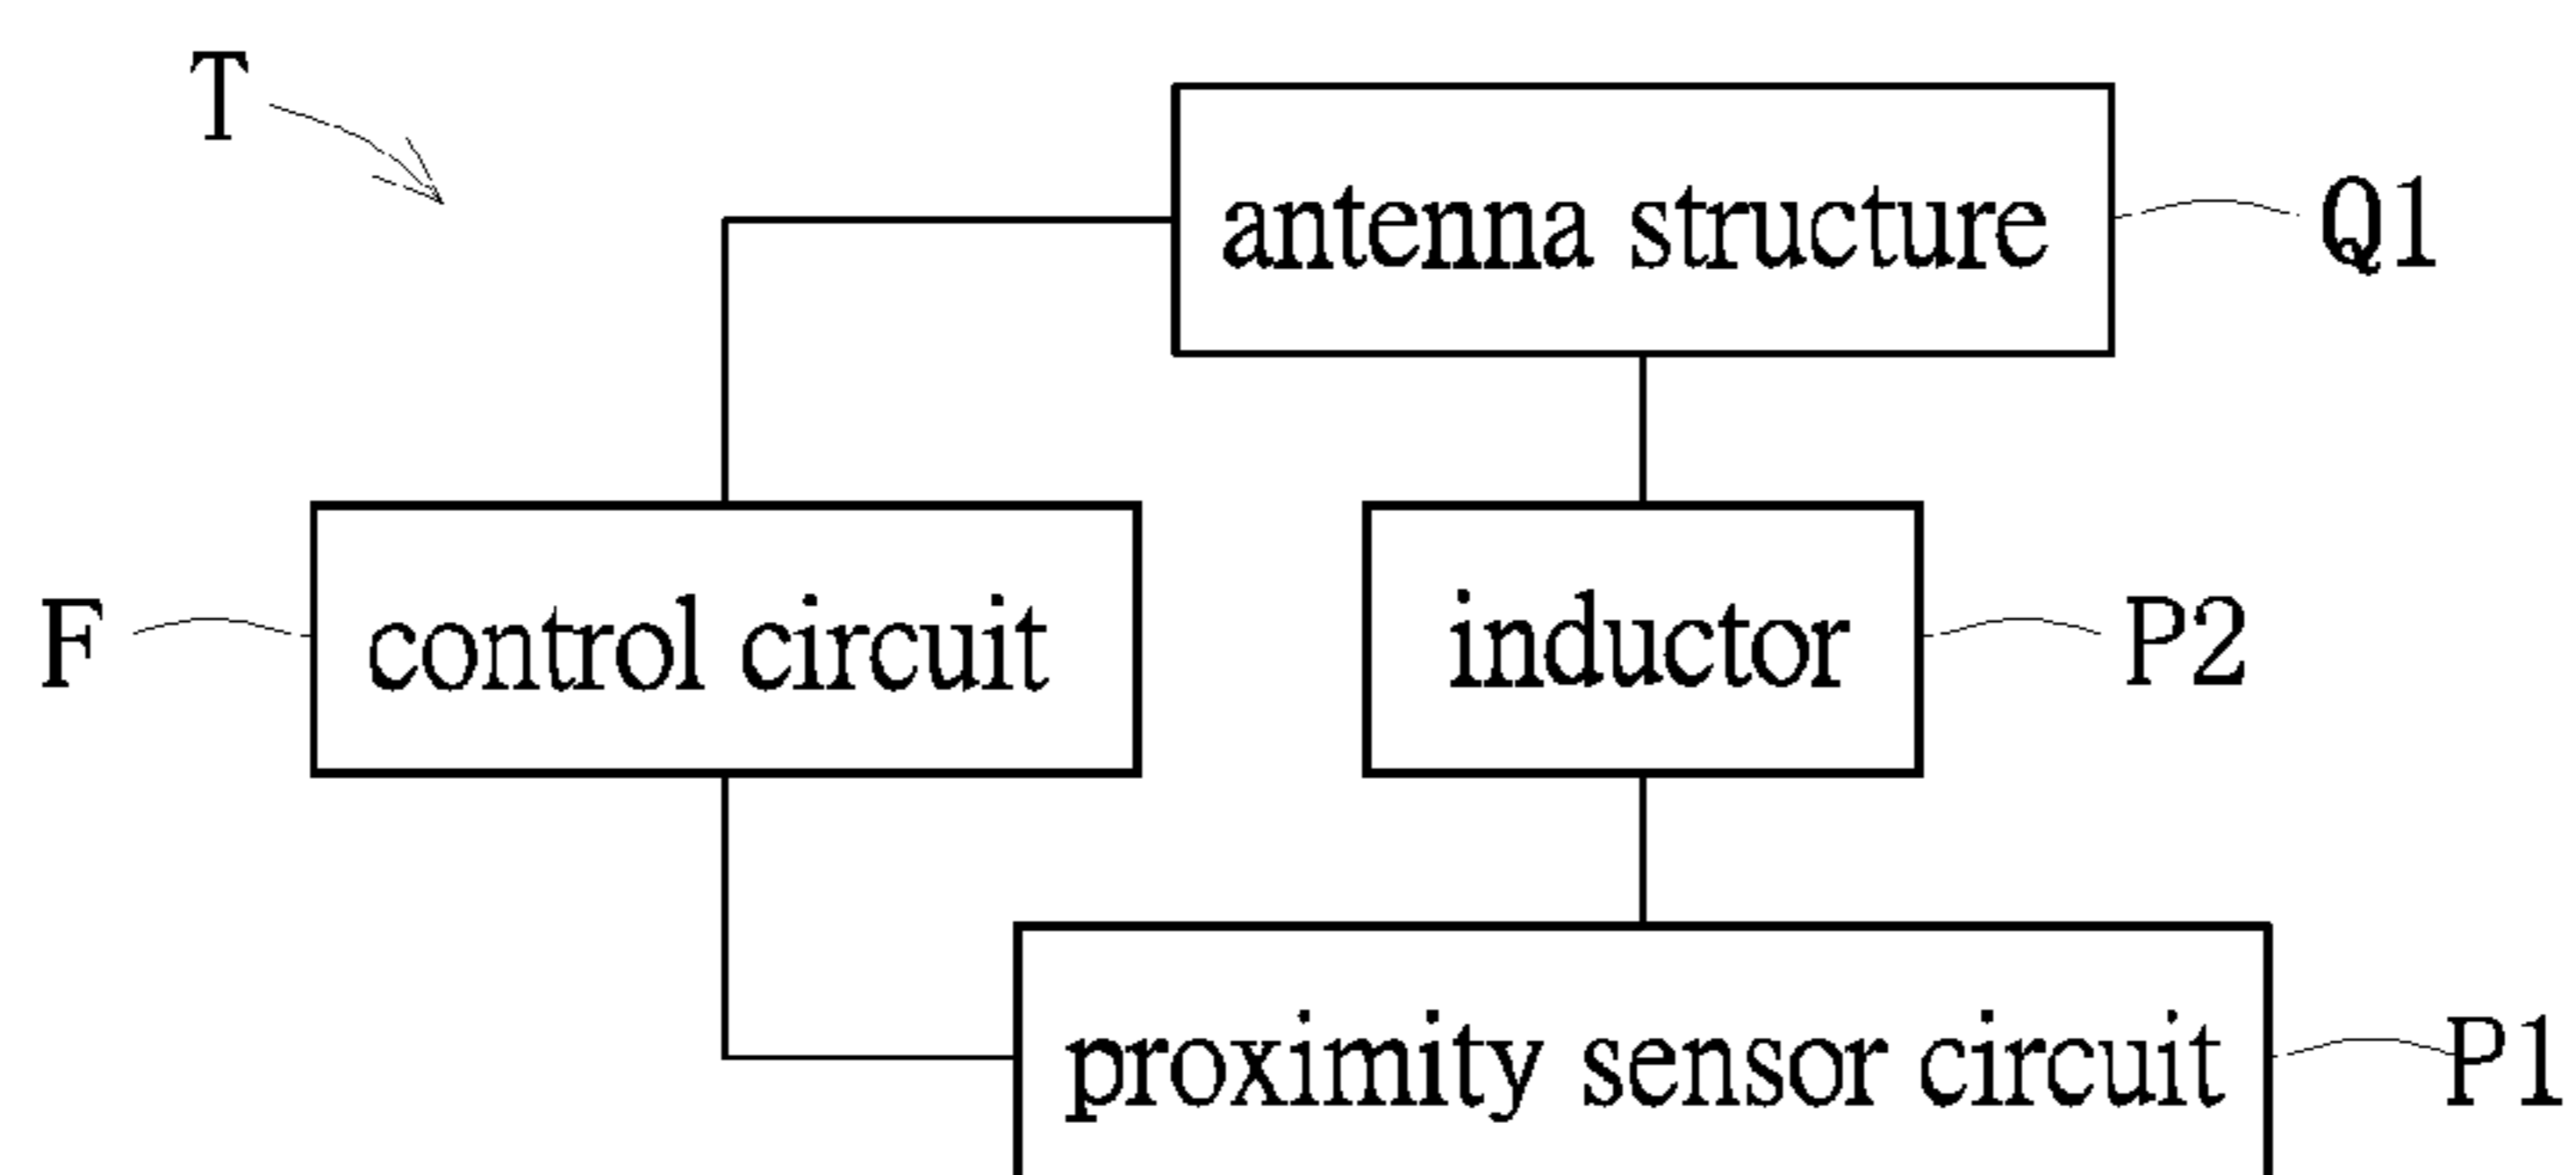 T
antenna structure
Q1
F
control circuit
inductor
P2
proximity sensor circuit
P1